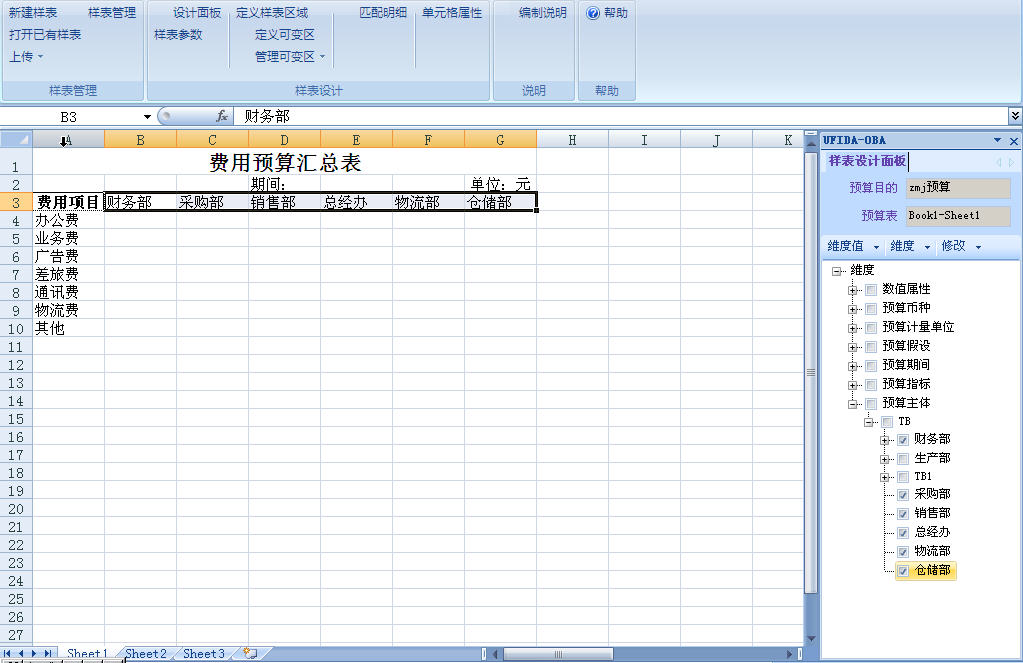 新建样表 样表管理 设计面板 定义样表区域 匹配明细 单元格属性 编制说明 帮助
打开已有样表 样表参数 定义可变区
上传 管理可变区
样表管理 样表设计 说明 帮助
B3 fx 财务部
A B C D E F G H I J K
1 费用预算汇总表
2 期间: 单位: 元
3 费用项目 财务部 采购部 销售部 总经办 物流部 仓储部
4 办公费
5 业务费
6 广告费
7 差旅费
8 通讯费
9 物流费
10 其他
11
12
13
14
15
16
17
18
19
20
21
22
23
24
25
26
27
Sheet1 Sheet2 Sheet3
UFIDA-OBA
样表设计面板
预算目的 zmj预算
预算表 Book1-Sheet1
维度值 维度 修改
维度
数值属性
预算币种
预算计量单位
预算假设
预算期间
预算指标
预算主体
TB
财务部
生产部
TB1
采购部
销售部
总经办
物流部
仓储部